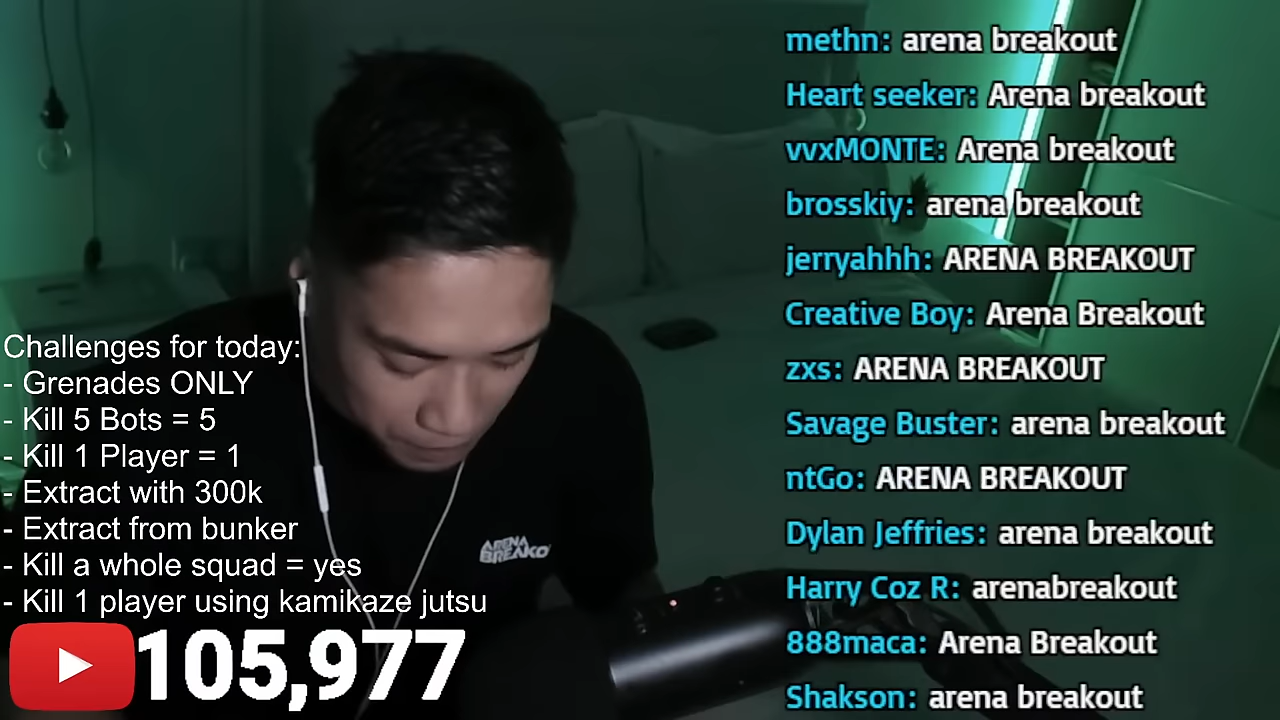 Challenges for today:
- Grenades ONLY
- Kill 5 Bots = 5
- Kill 1 Player = 1
- Extract with 300k
- Extract from bunker
- Kill a whole squad = yes
- Kill 1 player using kamikaze jutsu
105,977
ARENA
BREAKO
methn: arena breakout
Heart seeker: Arena breakout
vvxMONTE: Arena breakout
brosskiy: arena breakout
jerryahhh: ARENA BREAKOUT
Creative Boy: Arena Breakout
zxs: ARENA BREAKOUT
Savage Buster: arena breakout
ntGo: ARENA BREAKOUT
Dylan Jeffries: arena breakout
Harry Coz R: arenabreakout
888maca: Arena Breakout
Shakson: arena breakout